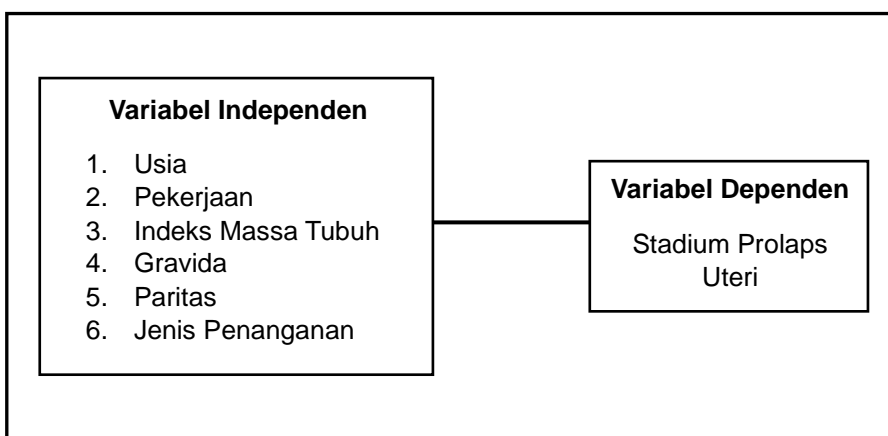 Variabel Independen
1. Usia
2. Pekerjaan
3. Indeks Massa Tubuh
4. Gravida
5. Paritas
6. Jenis Penanganan
Variabel Dependen
Stadium Prolaps
Uteri